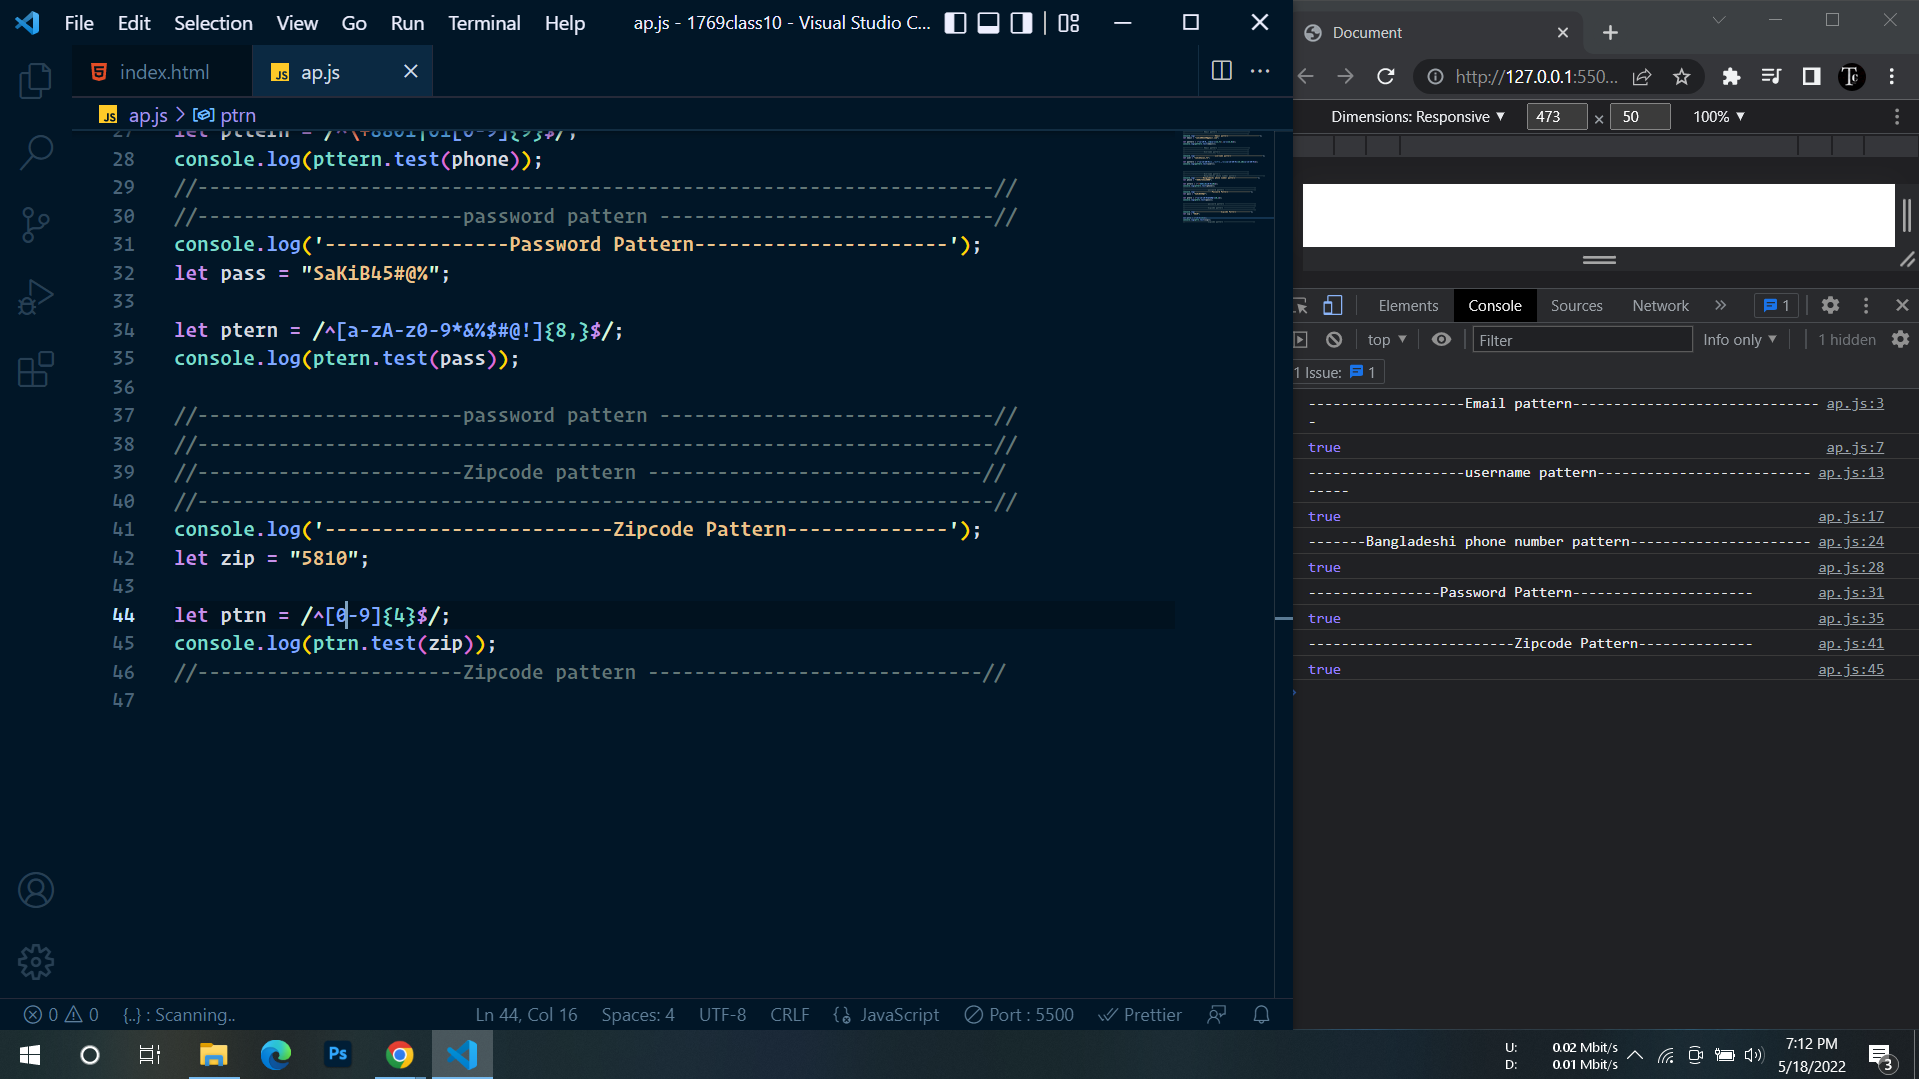 File Edit Selection View Go Run Terminal Help ap.js - 1769class10 - Visual Studio C...
index.html ap.js
ap.js > ptrn
28 console.log(pttern.test(phone));
29 //---------------------------------------------------------------------//
30 //-----------------------password pattern -----------------------------//
31 console.log('----------------Password Pattern----------------------');
32 let pass = "SaKiB45#@%";
33
34 let ptern = /^[a-zA-z0-9*&%$#@!]{8,}$/;
35 console.log(ptern.test(pass));
36
37 //-----------------------password pattern -----------------------------//
38 //---------------------------------------------------------------------//
39 //-----------------------Zipcode pattern -----------------------------//
40 //---------------------------------------------------------------------//
41 console.log('-------------------------Zipcode Pattern--------------');
42 let zip = "5810";
43
44 let ptrn = /^[0-9]{4}$/;
45 console.log(ptrn.test(zip));
46 //-----------------------Zipcode pattern -----------------------------//
47
0 0 {..} : Scanning.. Ln 44, Col 16 Spaces: 4 UTF-8 CRLF JavaScript Port : 5500 Prettier
Document
http://127.0.0.1:550...
Dimensions: Responsive 473 × 50 100%
Elements Console Sources Network » 1
top Filter Info only 1 hidden
1 Issue: 1
-------------------Email pattern------------------------------ ap.js:3
-
true ap.js:7
-------------------username pattern-------------------------- ap.js:13
-----
true ap.js:17
-------Bangladeshi phone number pattern---------------------- ap.js:24
true ap.js:28
----------------Password Pattern---------------------- ap.js:31
true ap.js:35
-------------------------Zipcode Pattern-------------- ap.js:41
true ap.js:45
Ps
U: 0.02 Mbit/s
D: 0.01 Mbit/s
7:12 PM
5/18/2022
3